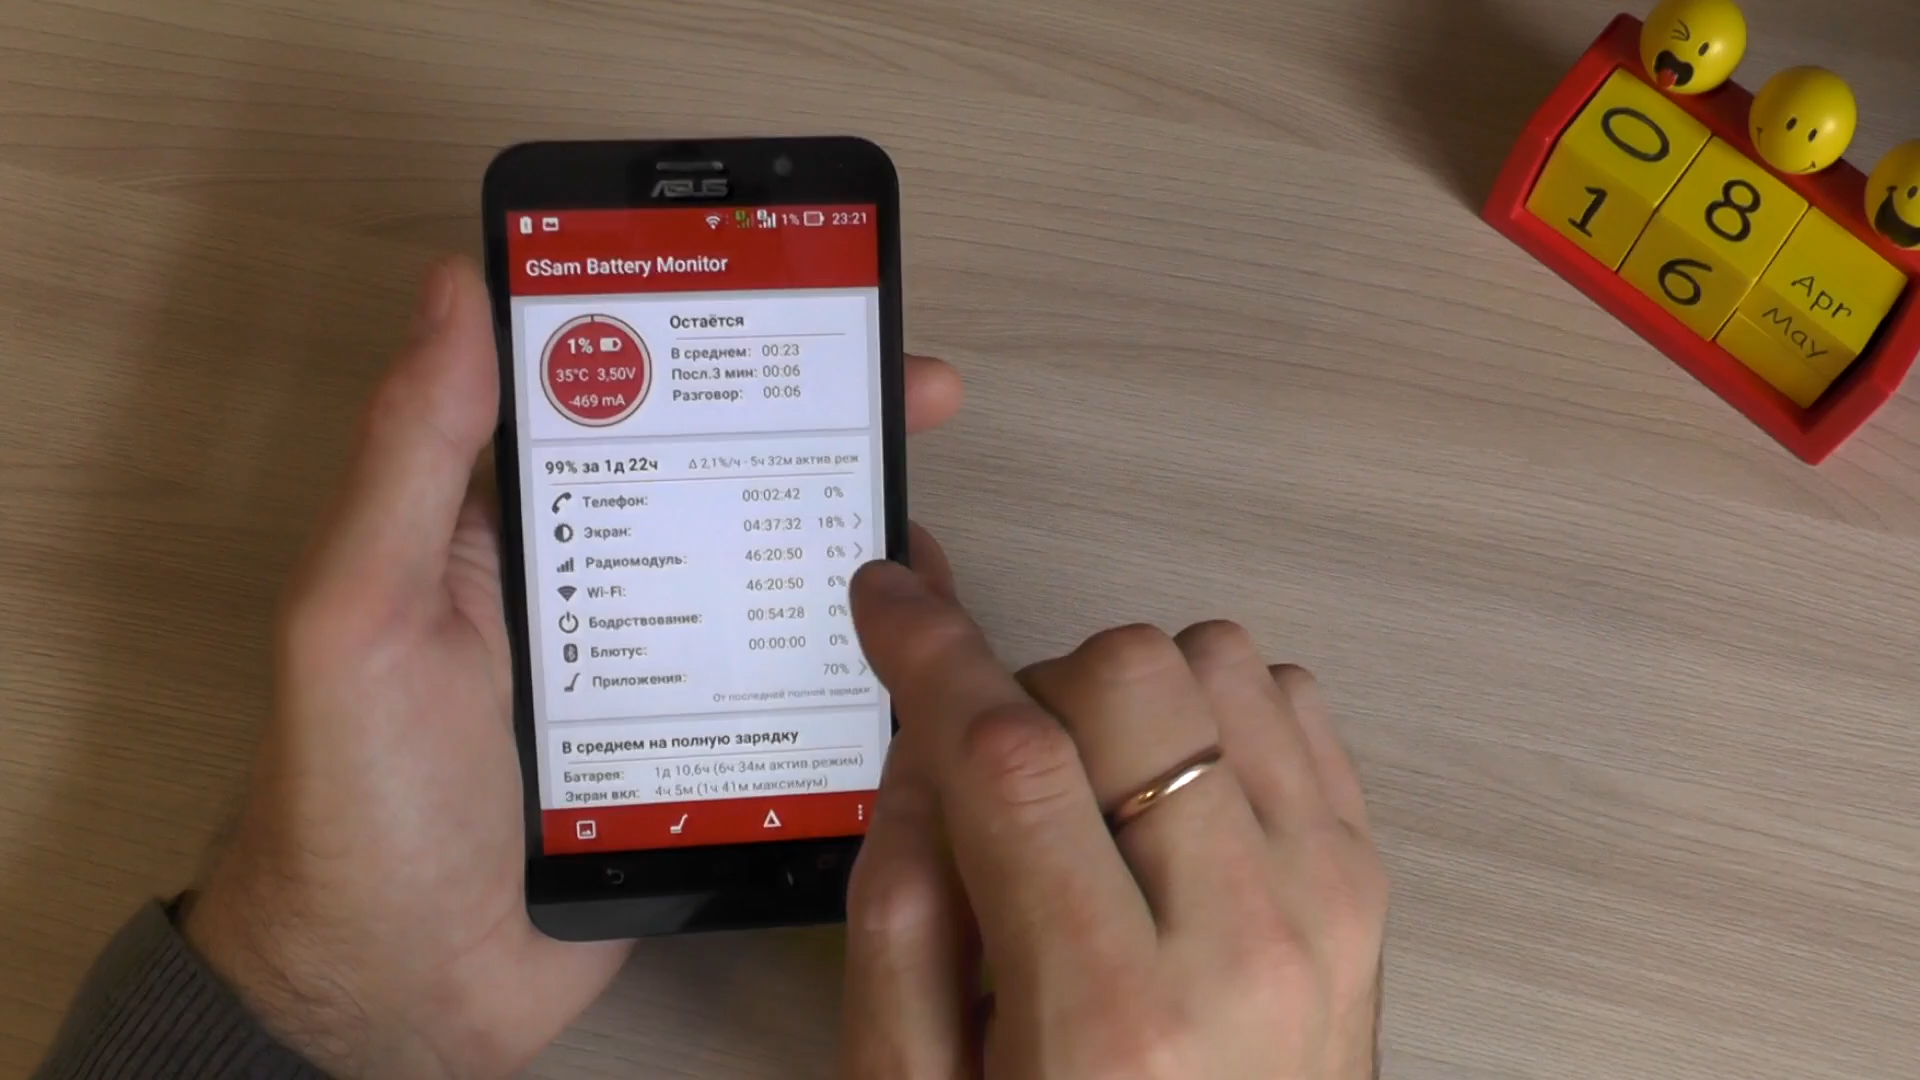 ASUS
1% 23:21
GSam Battery Monitor
1%
35°C 3,50V
-469 mA
Остаётся
В среднем: 00:23
Посл.3 мин: 00:06
Разговор: 00:06
99% за 1д 22ч Δ 2,1%/ч - 5ч 32м актив реж
Телефон: 00:02:42 0%
Экран: 04:37:32 18%
Радиомодуль: 46:20:50 6%
Wi-Fi: 46:20:50 6%
Бодрствование: 00:54:28 0%
Блютус: 00:00:00 0%
Приложения: 70%
От последней полной зарядки
В среднем на полную зарядку
Батарея: 1д 10,6ч (6ч 34м актив.режим)
Экран вкл: 4ч 5м (1ч 41м максимум)
0 8
1 6
Apr
May